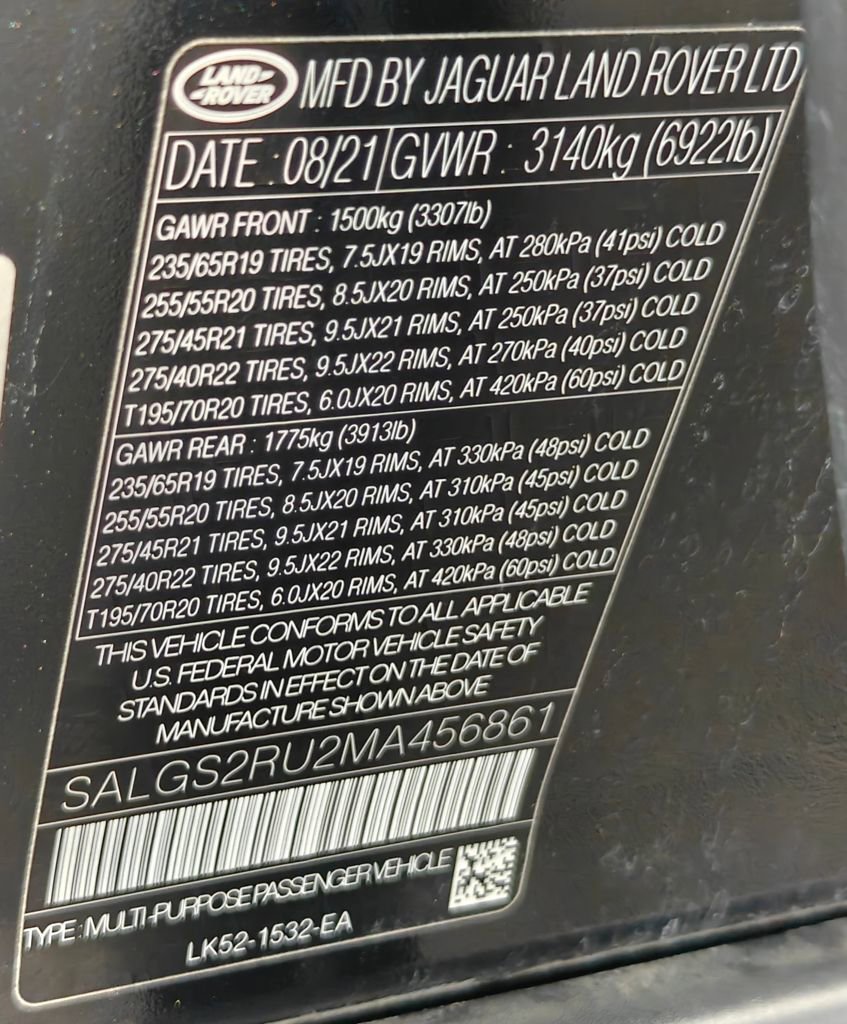 LAND ROVER MFD BY JAGUAR LAND ROVER LTD
DATE : 08/21 GVWR : 3140kg (6922lb)
GAWR FRONT : 1500kg (3307lb)
235/65R19 TIRES, 7.5JX19 RIMS, AT 280kPa (41psi) COLD
255/55R20 TIRES, 8.5JX20 RIMS, AT 250kPa (37psi) COLD
275/45R21 TIRES, 9.5JX21 RIMS, AT 250kPa (37psi) COLD
275/40R22 TIRES, 9.5JX22 RIMS, AT 270kPa (40psi) COLD
T195/70R20 TIRES, 6.0JX20 RIMS, AT 420kPa (60psi) COLD
GAWR REAR : 1775kg (3913lb)
235/65R19 TIRES, 7.5JX19 RIMS, AT 330kPa (48psi) COLD
255/55R20 TIRES, 8.5JX20 RIMS, AT 310kPa (45psi) COLD
275/45R21 TIRES, 9.5JX21 RIMS, AT 310kPa (45psi) COLD
275/40R22 TIRES, 9.5JX22 RIMS, AT 330kPa (48psi) COLD
T195/70R20 TIRES, 6.0JX20 RIMS, AT 420kPa (60psi) COLD
THIS VEHICLE CONFORMS TO ALL APPLICABLE
U.S. FEDERAL MOTOR VEHICLE SAFETY
STANDARDS IN EFFECT ON THE DATE OF
MANUFACTURE SHOWN ABOVE
SALGS2RU2MA456861
TYPE : MULTI-PURPOSE PASSENGER VEHICLE
LK52-1532-EA